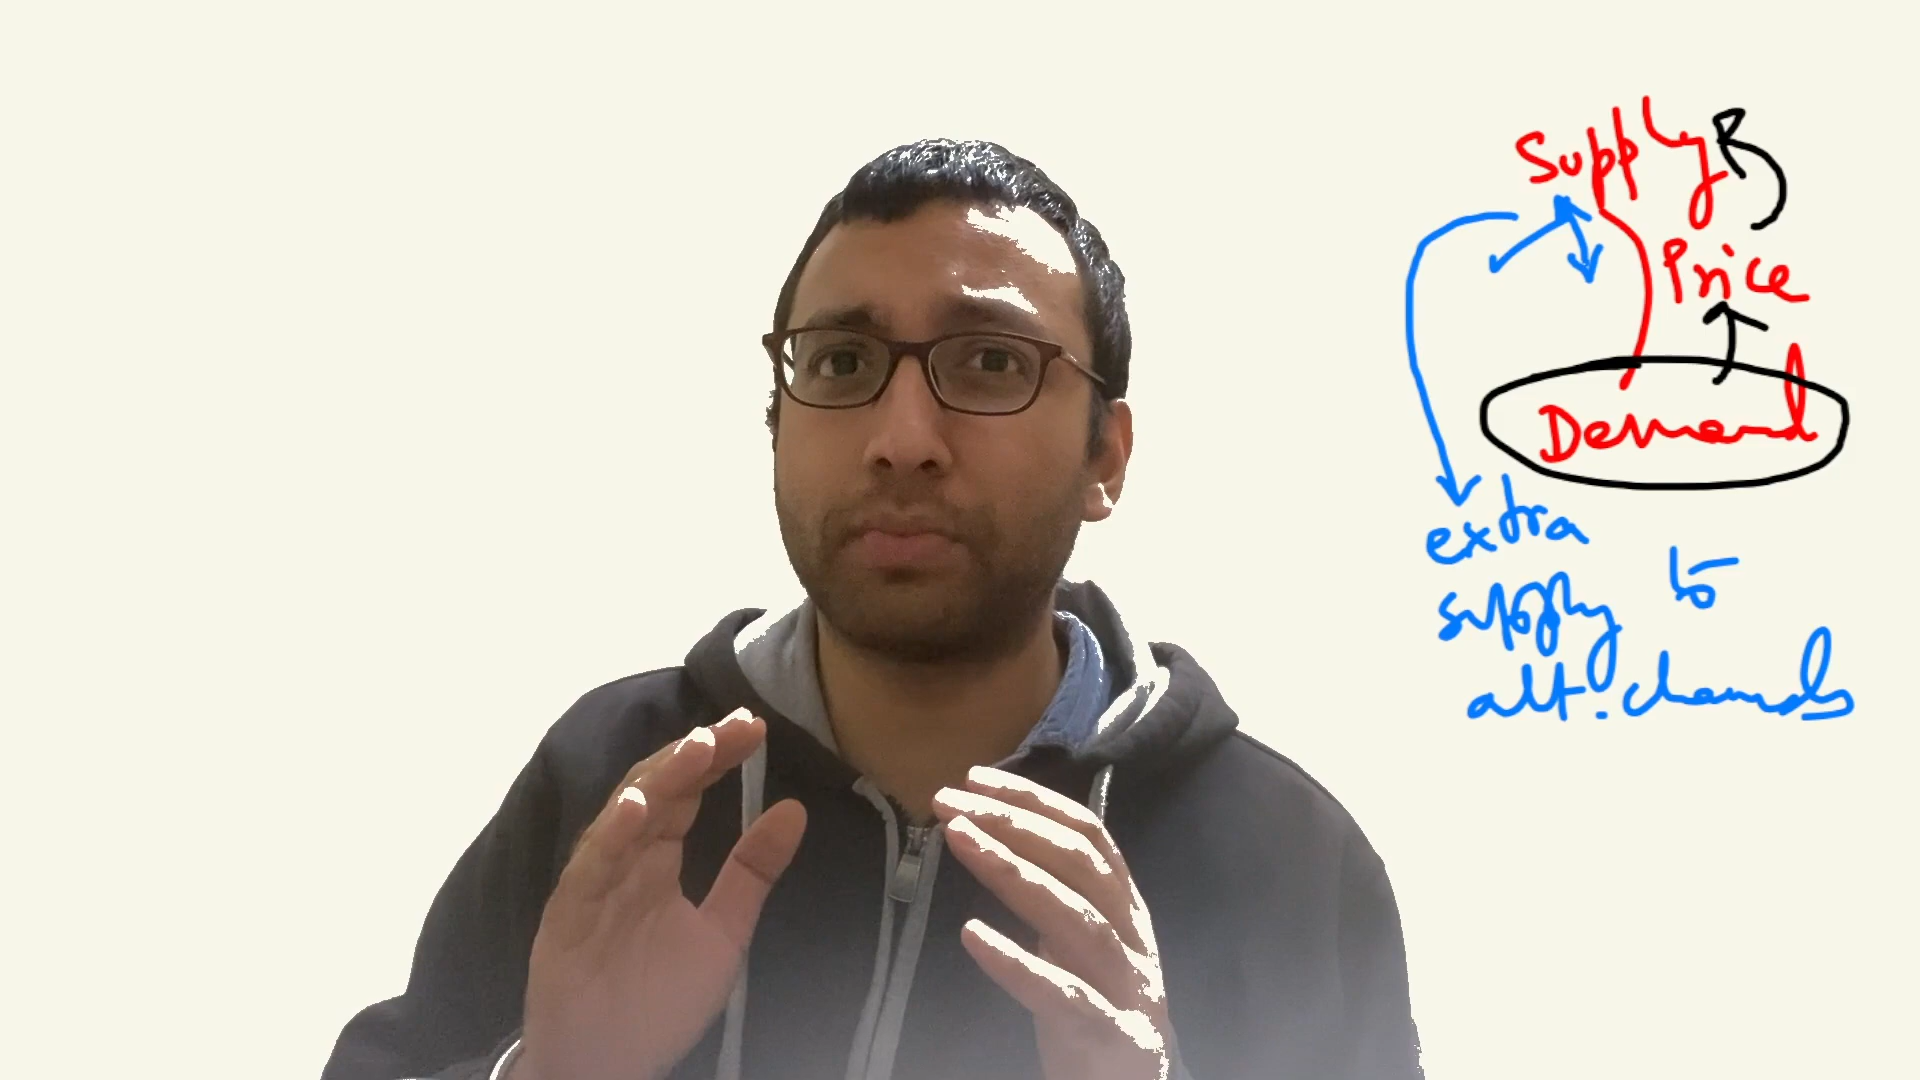 Supply
Price
Demand
extra
supply to
alt. channels